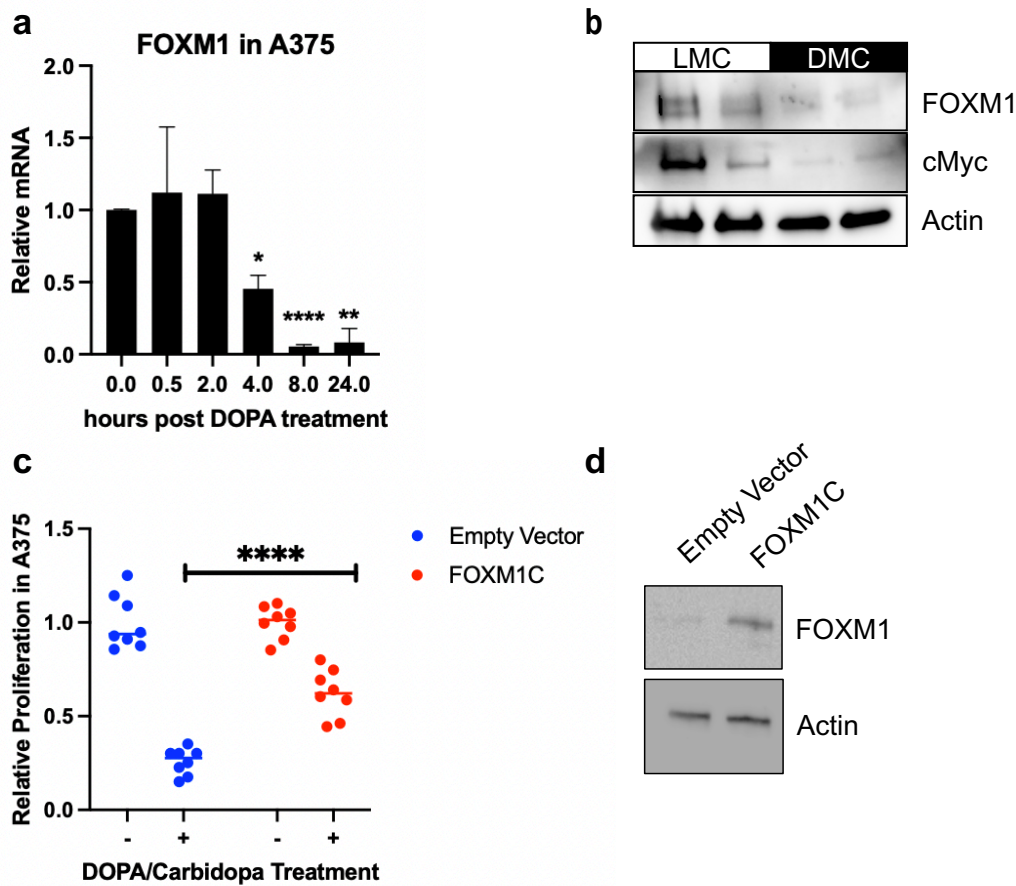 a
FOXM1 in A375
Relative mRNA
2.0
1.5
1.0
0.5
0.0
*
****
**
0.0 0.5 2.0 4.0 8.0 24.0
hours post DOPA treatment
b
LMC DMC
FOXM1
cMyc
Actin
c
Relative Proliferation in A375
1.5
1.0
0.5
0.0
****
- + - +
DOPA/Carbidopa Treatment
Empty Vector
FOXM1C
d
Empty Vector
FOXM1C
FOXM1
Actin